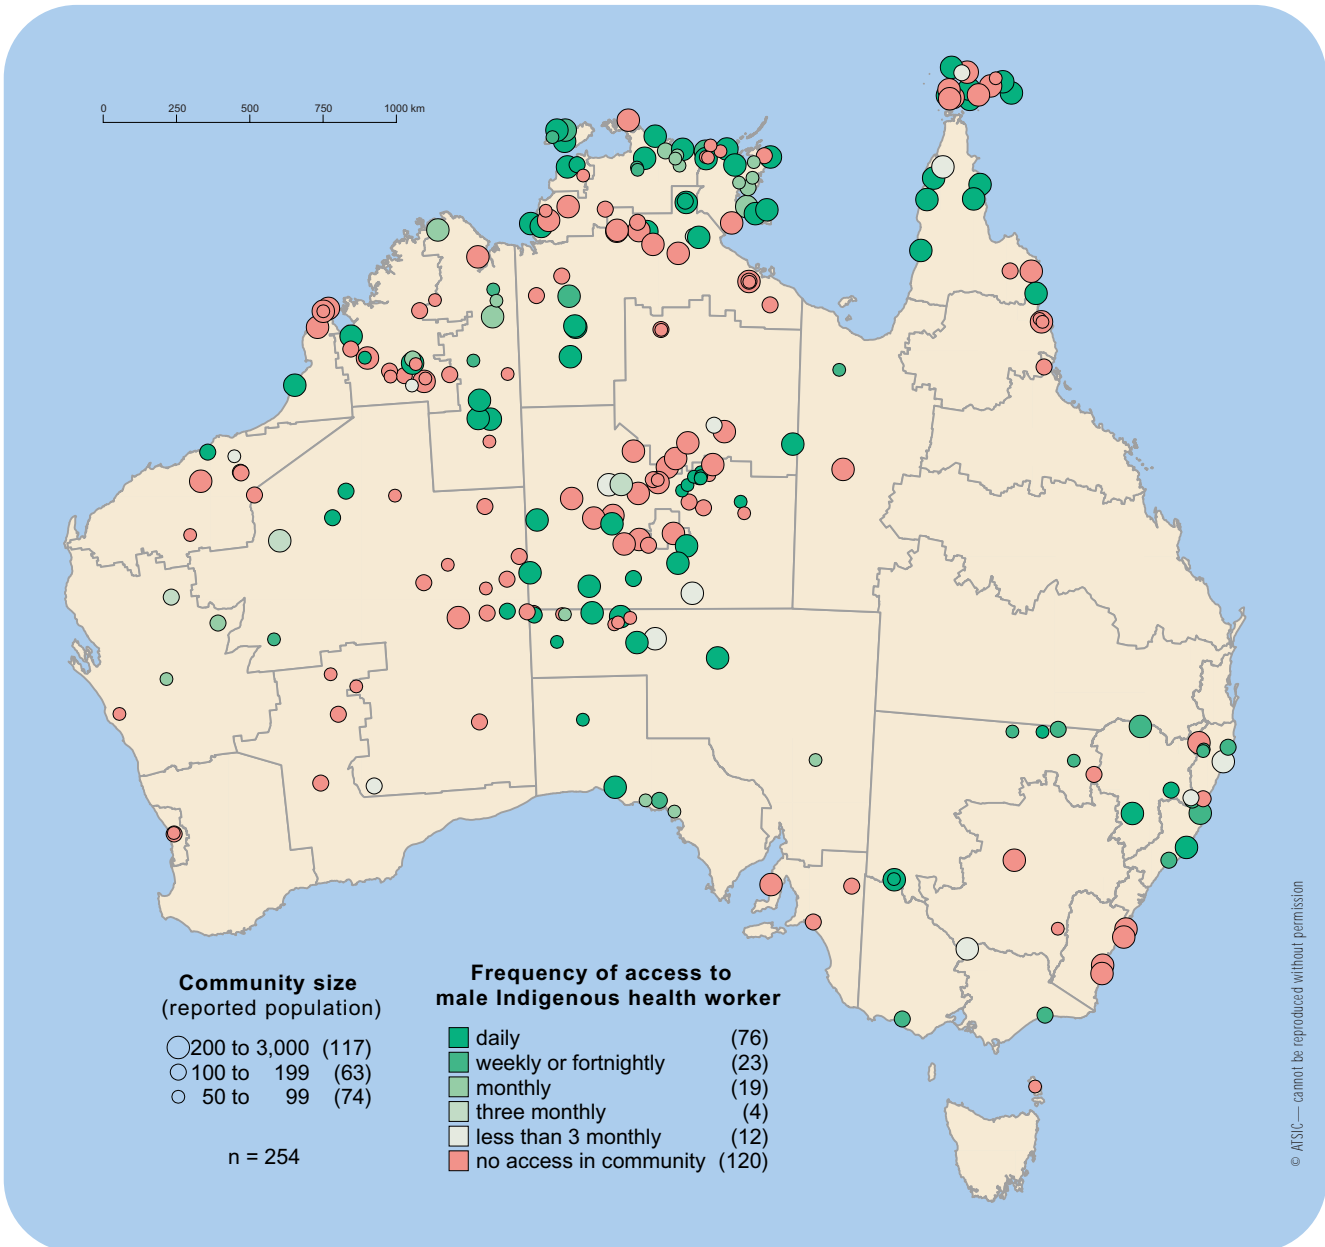 0 250 500 750 1000 km
Community size
(reported population)
200 to 3,000 (117)
100 to 199 (63)
50 to 99 (74)
n = 254
Frequency of access to
male Indigenous health worker
daily (76)
weekly or fortnightly (23)
monthly (19)
three monthly (4)
less than 3 monthly (12)
no access in community (120)
© ATSIC— cannot be reproduced without permission